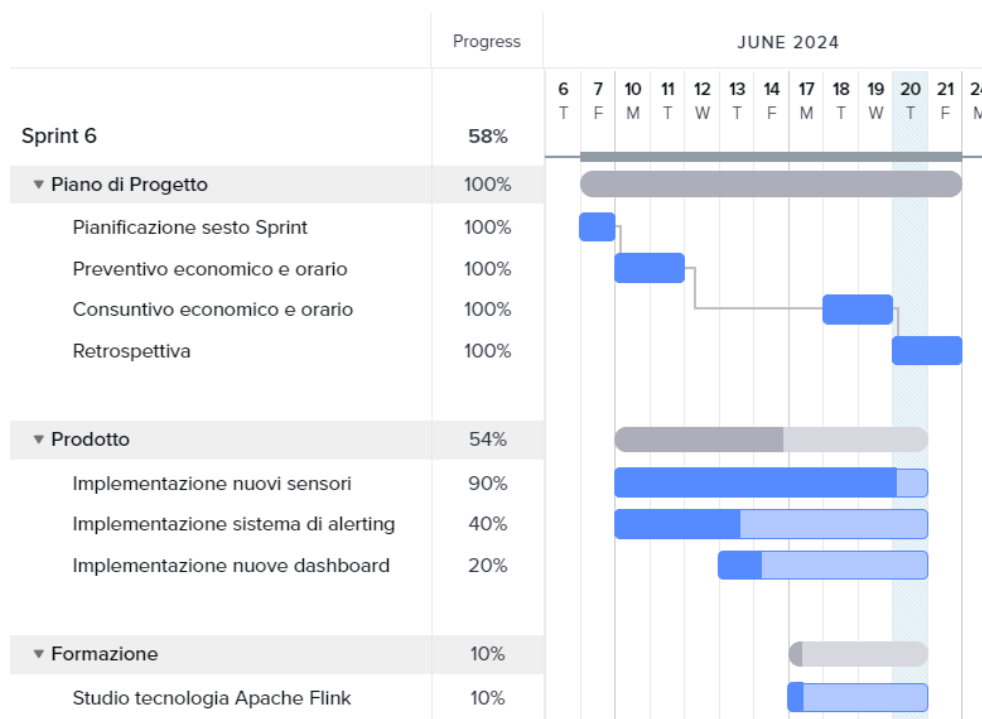 Progress JUNE 2024
6 7 10 11 12 13 14 17 18 19 20 21 24
T F M T W T F M T W T F M
Sprint 6 58%
Piano di Progetto 100%
Pianificazione sesto Sprint 100%
Preventivo economico e orario 100%
Consuntivo economico e orario 100%
Retrospettiva 100%
Prodotto 54%
Implementazione nuovi sensori 90%
Implementazione sistema di alerting 40%
Implementazione nuove dashboard 20%
Formazione 10%
Studio tecnologia Apache Flink 10%